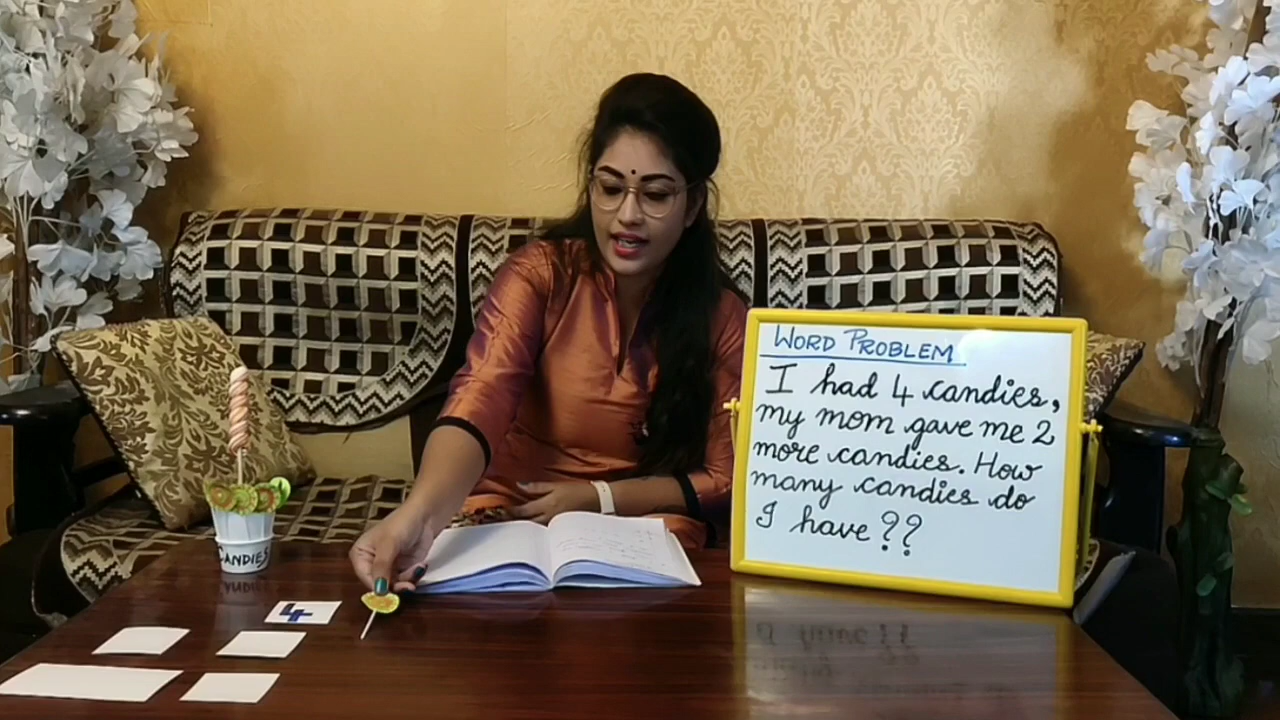 WORD PROBLEM
I had 4 candies,
my mom gave me 2
more candies. How
many candies do
I have??
CANDIES
4